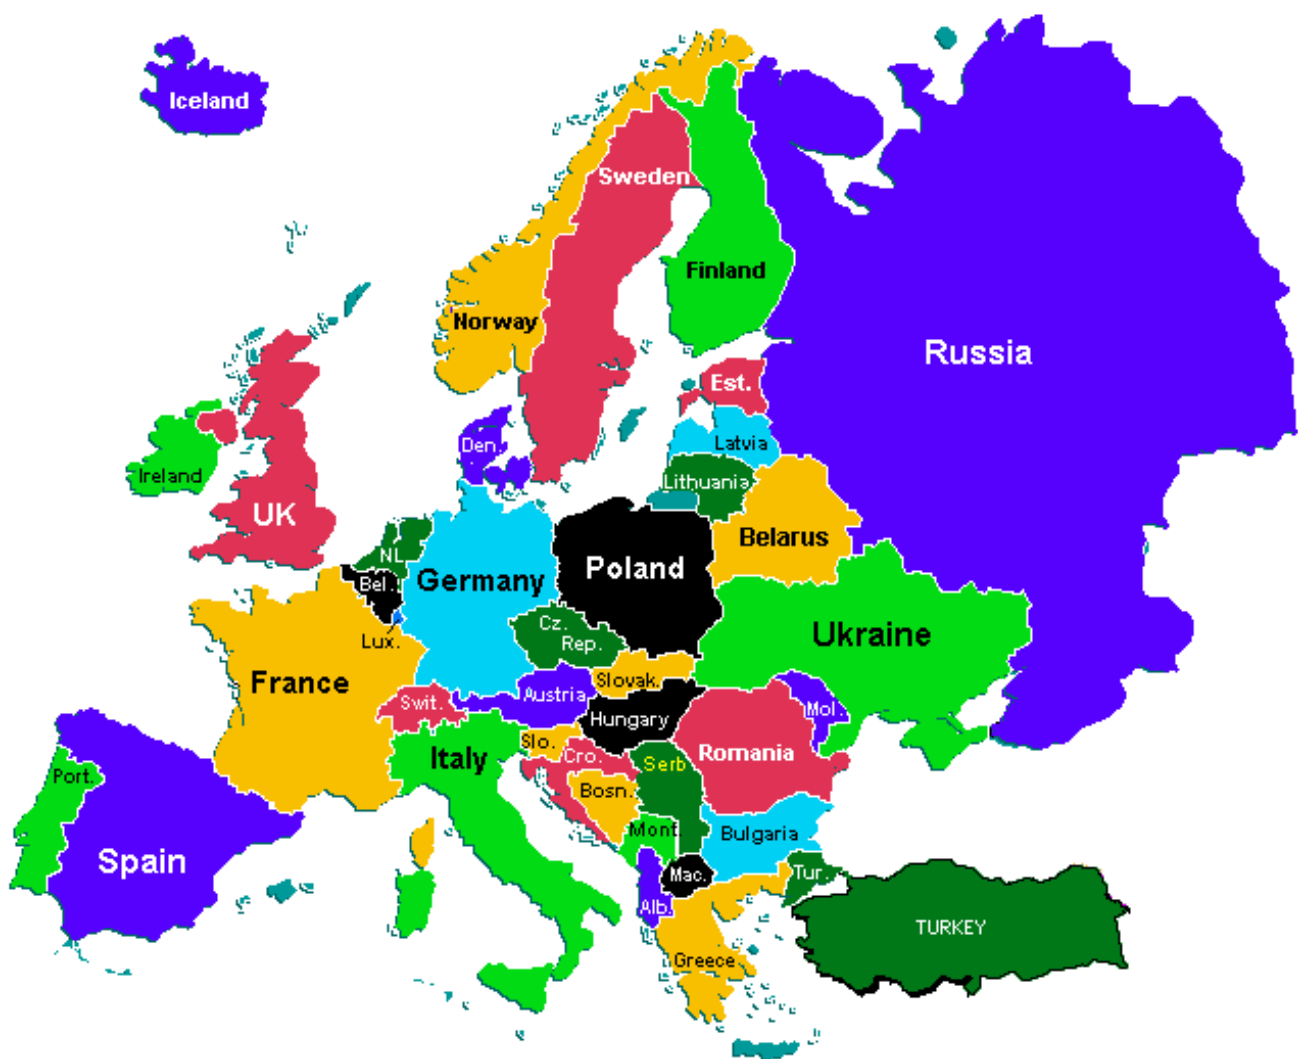 Iceland
Sweden
Finland
Norway
Russia
Est.
Den.
Latvia
Ireland
Lithuania
UK
Belarus
NL
Poland
Bel.
Germany
Cz.
Rep.
Ukraine
Lux.
France
Slovak.
Austria
Swit.
Mol.
Hungary
Slo.
Cro.
Italy
Serb
Romania
Port.
Bosn.
Mont.
Bulgaria
Spain
Mac.
Tur.
Alb.
TURKEY
Greece